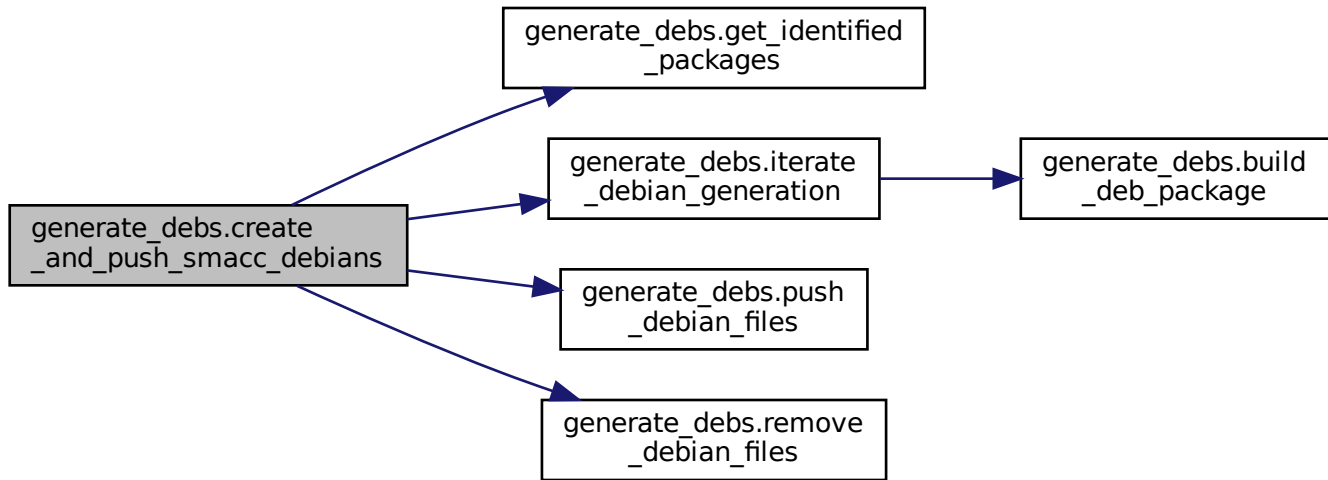 generate_debs.get_identified
_packages
generate_debs.iterate
_debian_generation
generate_debs.build
_deb_package
generate_debs.create
_and_push_smacc_debians
generate_debs.push
_debian_files
generate_debs.remove
_debian_files